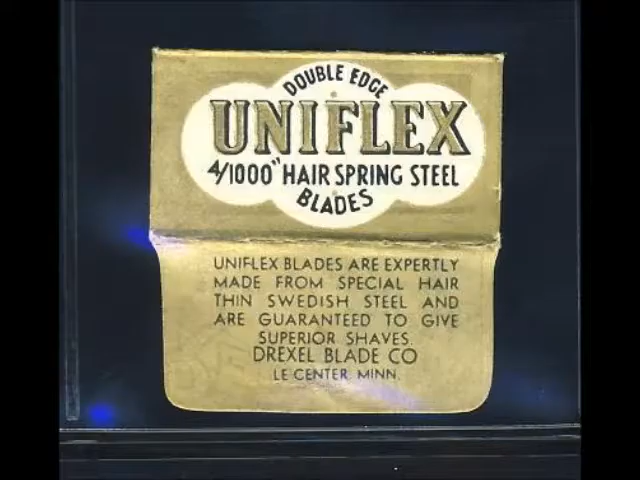 DOUBLE EDGE
UNIFLEX
4/1000" HAIR SPRING STEEL
BLADES
UNIFLEX BLADES ARE EXPERTLY
MADE FROM SPECIAL HAIR
THIN SWEDISH STEEL AND
ARE GUARANTEED TO GIVE
SUPERIOR SHAVES.
DREXEL BLADE CO
LE CENTER, MINN.